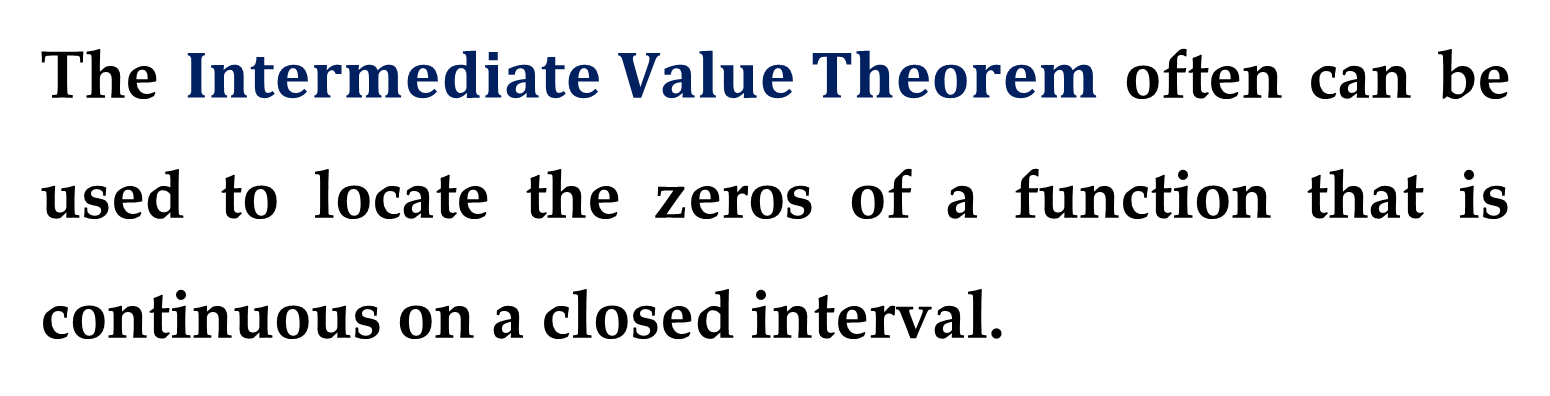 The Intermediate Value Theorem often can be
used to locate the zeros of a function that is
continuous on a closed interval.